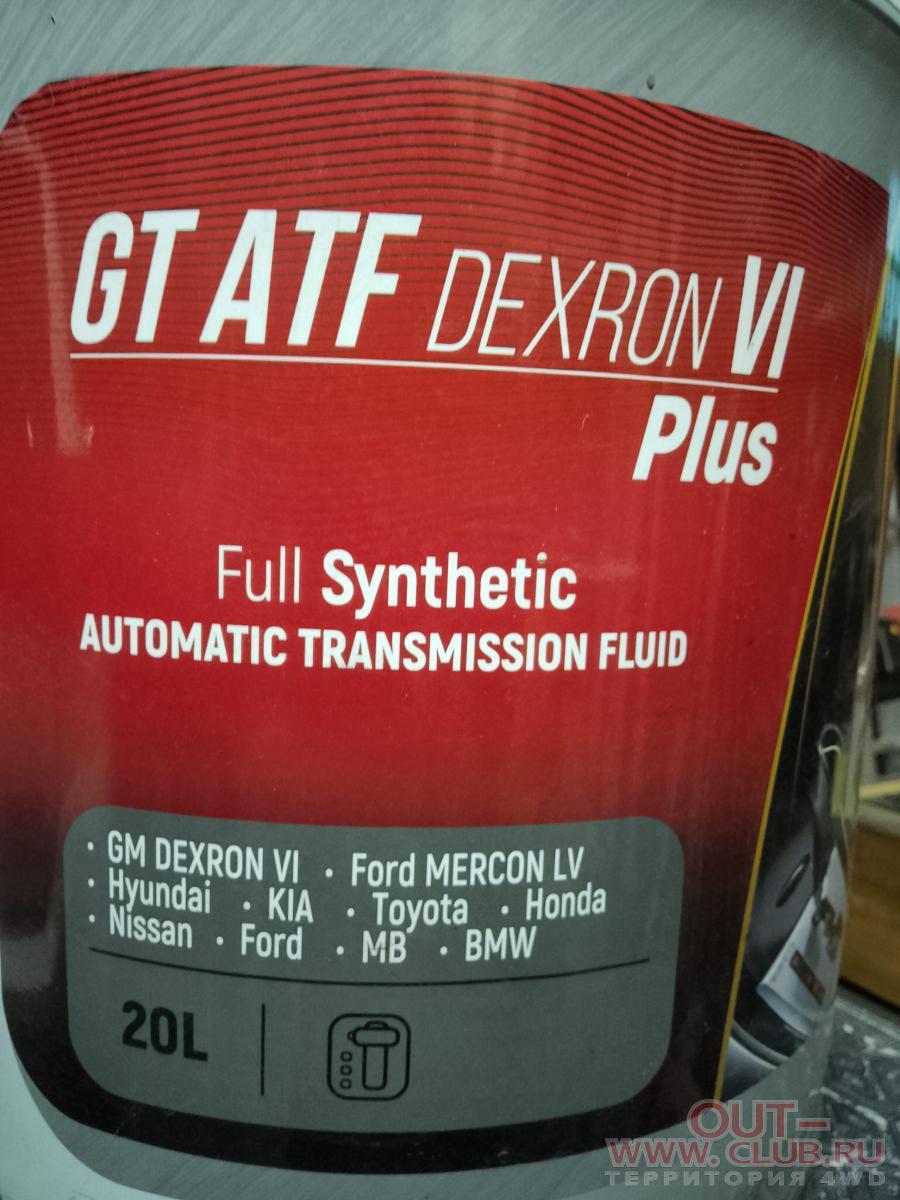 GT ATF DEXRON VI
Plus
Full Synthetic
AUTOMATIC TRANSMISSION FLUID
· GM DEXRON VI · Ford MERCON LV
· Hyundai · KIA · Toyota · Honda
· Nissan · Ford · MB · BMW
20L
OUT-
WWW.CLUB.RU
ТЕРРИТОРИЯ 4WD